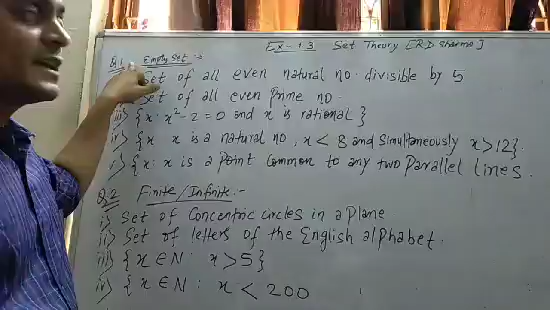 Ex-1.3 Set Theory [RD sharma]
Q.1 Empty Set :-
Set of all even natural no. divisible by 5
Set of all even Prime no.
iii> {x: x²-2=0 and x is rational}
iv> {x x is a natural no, x < 8 and Simultaneously x>12}.
v> {x: x is a Point Common to any two Parallel lines.
Q.2 Finite/Infinite :-
i> Set of Concentric circles in a Plane
ii> Set of letters of the English alphabet.
iii> {x ∈ N: x>5}
iv> {x ∈ N: x < 200